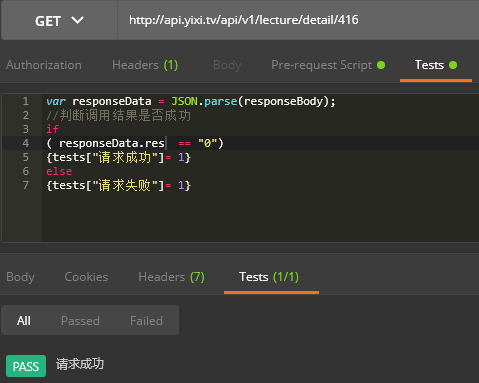 GET http://api.yixi.tv/api/v1/lecture/detail/416
Authorization Headers (1) Body Pre-request Script Tests
1 var responseData = JSON.parse(responseBody);
2 //判断调用结果是否成功
3 if
4 ( responseData.res == "0")
5 {tests["请求成功"]= 1}
6 else
7 {tests["请求失败"]= 1}
Body Cookies Headers (7) Tests (1/1)
All Passed Failed
PASS 请求成功